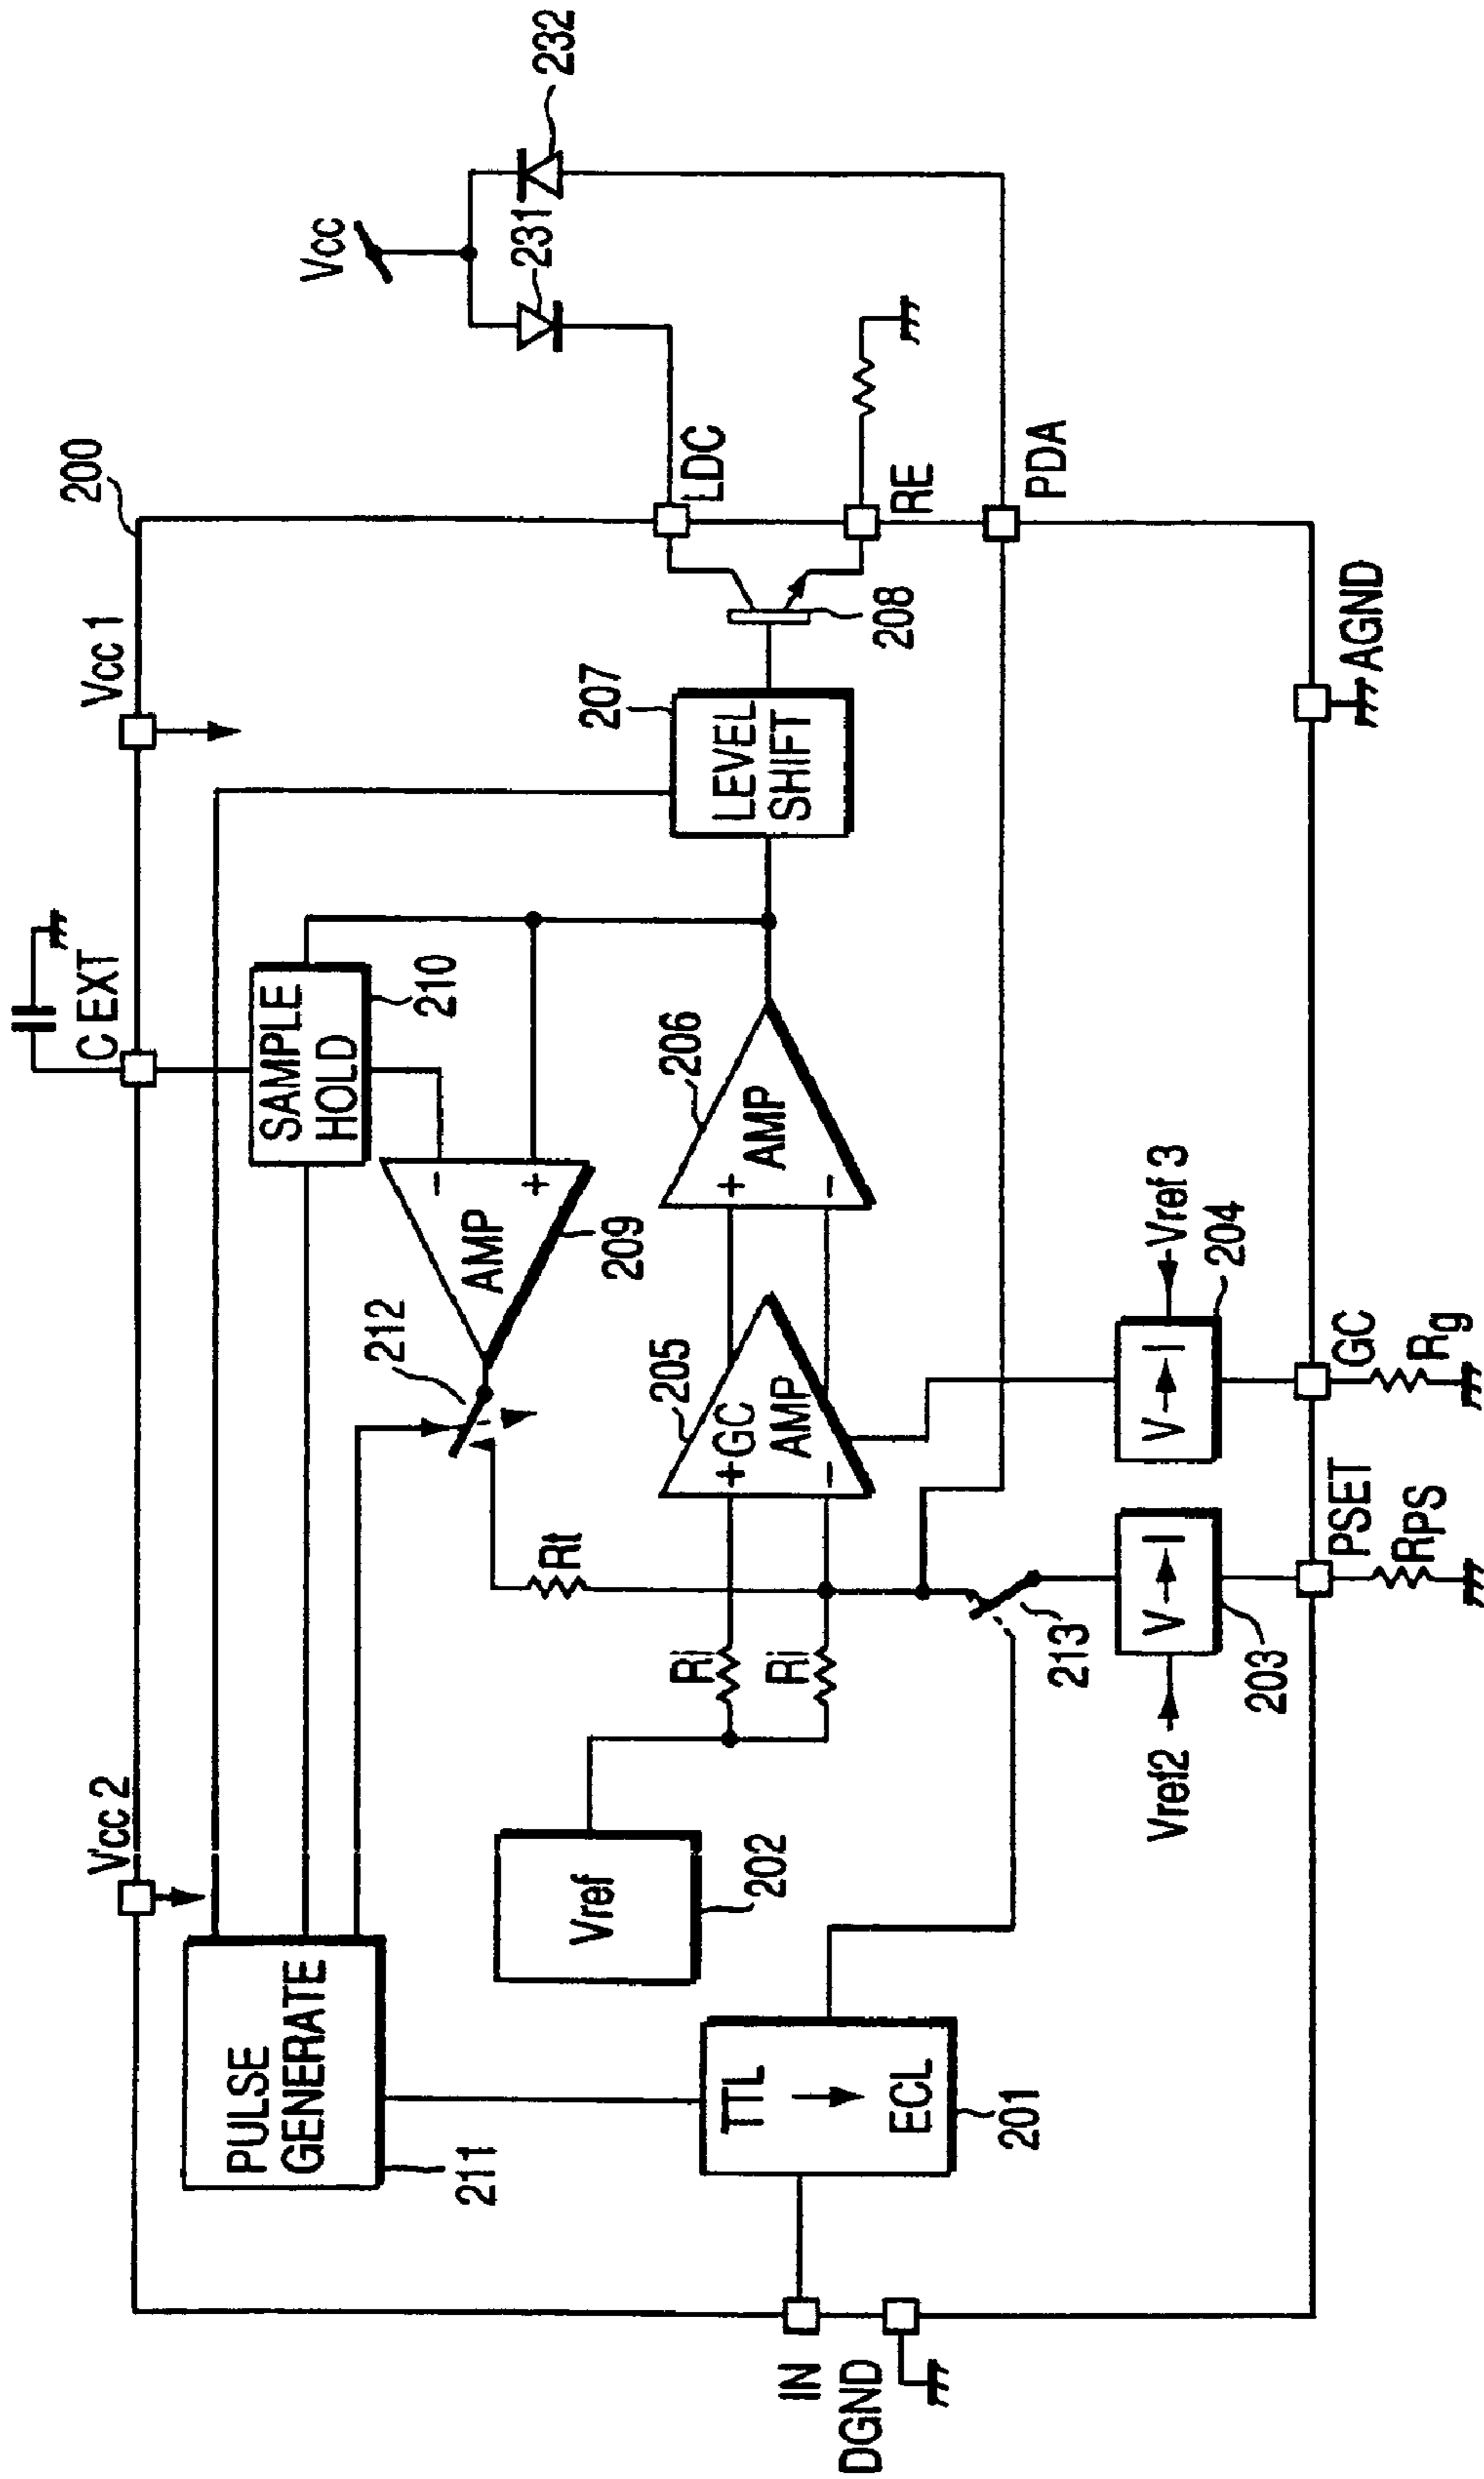 Vcc 2
C EXT
Vcc 1
200
PULSE
GENERATE
211
SAMPLE
HOLD
210
Vcc
231
232
212
AMP
-
+
209
Vref
202
Rt
207
LEVEL
SHIFT
LDC
Ri
Ri
205
GC
AMP
+
-
206
AMP
+
-
208
RE
TTL
ECL
201
IN
DGND
213
PDA
Vref2
V I
203
V I
Vref 3
204
PSET
RPS
GC
Rg
AGND